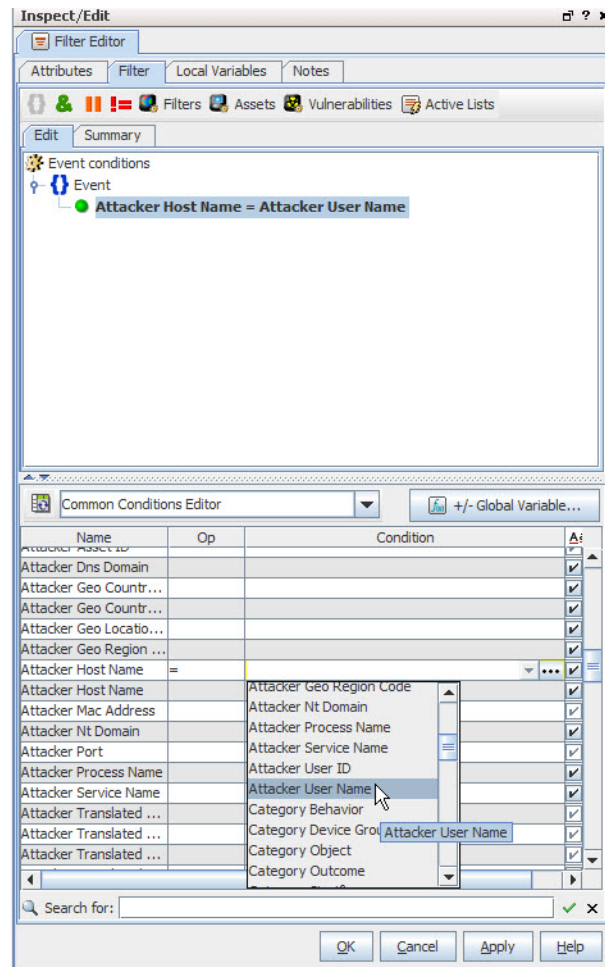 Inspect/Edit
Filter Editor
Attributes Filter Local Variables Notes
Filters Assets Vulnerabilities Active Lists
Edit Summary
Event conditions
Event
Attacker Host Name = Attacker User Name
Common Conditions Editor +/- Global Variable...
Name Op Condition
Attacker Asset ID
Attacker Dns Domain
Attacker Geo Countr...
Attacker Geo Countr...
Attacker Geo Locatio...
Attacker Geo Region ...
Attacker Host Name =
Attacker Host Name Attacker Geo Region Code
Attacker Mac Address Attacker Nt Domain
Attacker Nt Domain Attacker Process Name
Attacker Port Attacker Service Name
Attacker Process Name Attacker User ID
Attacker Service Name Attacker User Name
Attacker Translated ... Category Behavior
Attacker Translated ... Category Device Grou Attacker User Name
Attacker Translated ... Category Object
Category Outcome
Search for:
OK Cancel Apply Help